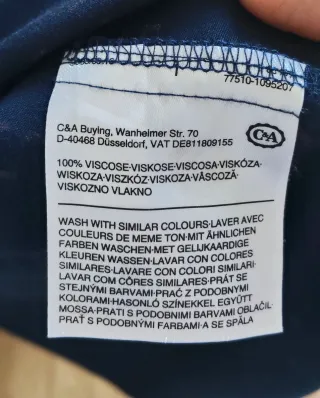 77510-1095207
C&A Buying, Wanheimer Str. 70
D-40468 Düsseldorf, VAT DE811809155
C&A
100% VISCOSE·VISKOSE·VISCOSA·VISKÓZA·
WISKOZA·VISZKÓZ·VISKOZA·VÂSCOZĂ·
VISKOZNO VLAKNO
WASH WITH SIMILAR COLOURS·LAVER AVEC
COULEURS DE MEME TON·MIT ÄHNLICHEN
FARBEN WASCHEN·MET GELIJKAARDIGE
KLEUREN WASSEN·LAVAR CON COLORES
SIMILARES·LAVARE CON COLORI SIMILARI·
LAVAR COM CÔRES SIMILARES·PRÁT SE
STEJNÝMI BARVAMI·PRAĆ Z PODOBNYMI
KOLORAMI·HASONLÓ SZÍNEKKEL EGYÜTT
MOSSA·PRATI S PODOBNIMI BARVAMI OBLAČIL·
PRAT S PODOBNYMI FARBAMI·A SE SPĂLA